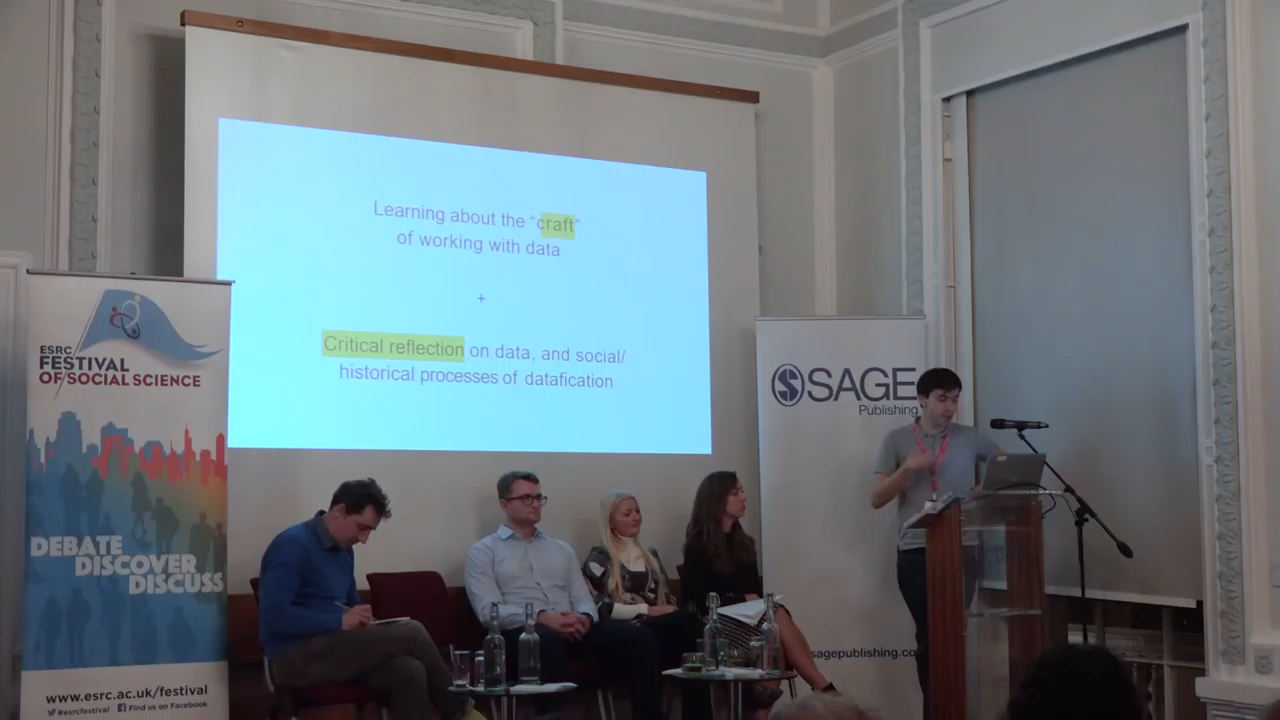 Learning about the "craft"
of working with data
+
Critical reflection on data, and social/
historical processes of datafication
ESRC
FESTIVAL
OF SOCIAL SCIENCE
DEBATE
DISCOVER
DISCUSS
www.esrc.ac.uk/festival
#esrcfestival Find us on Facebook
SAGE
Publishing
sagepublishing.co